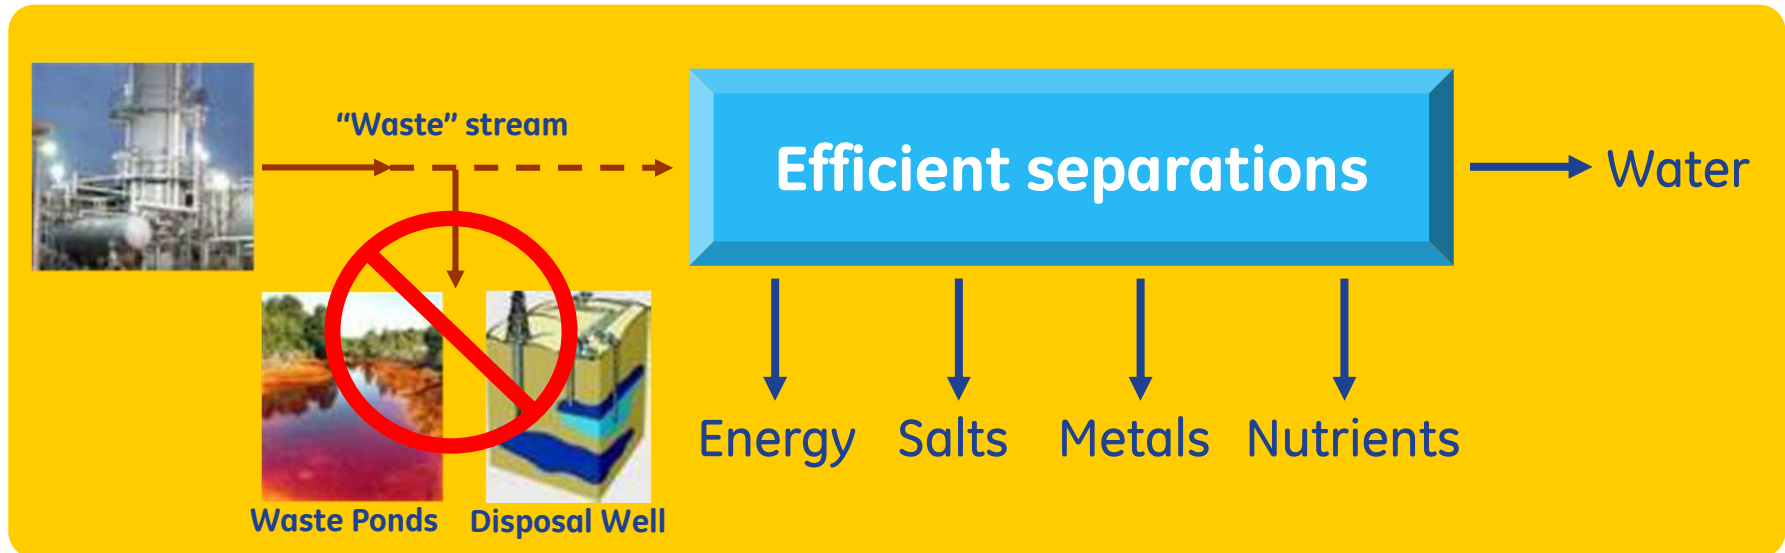 “Waste” stream
Efficient separations
Water
Energy
Salts
Metals
Nutrients
Waste Ponds
Disposal Well